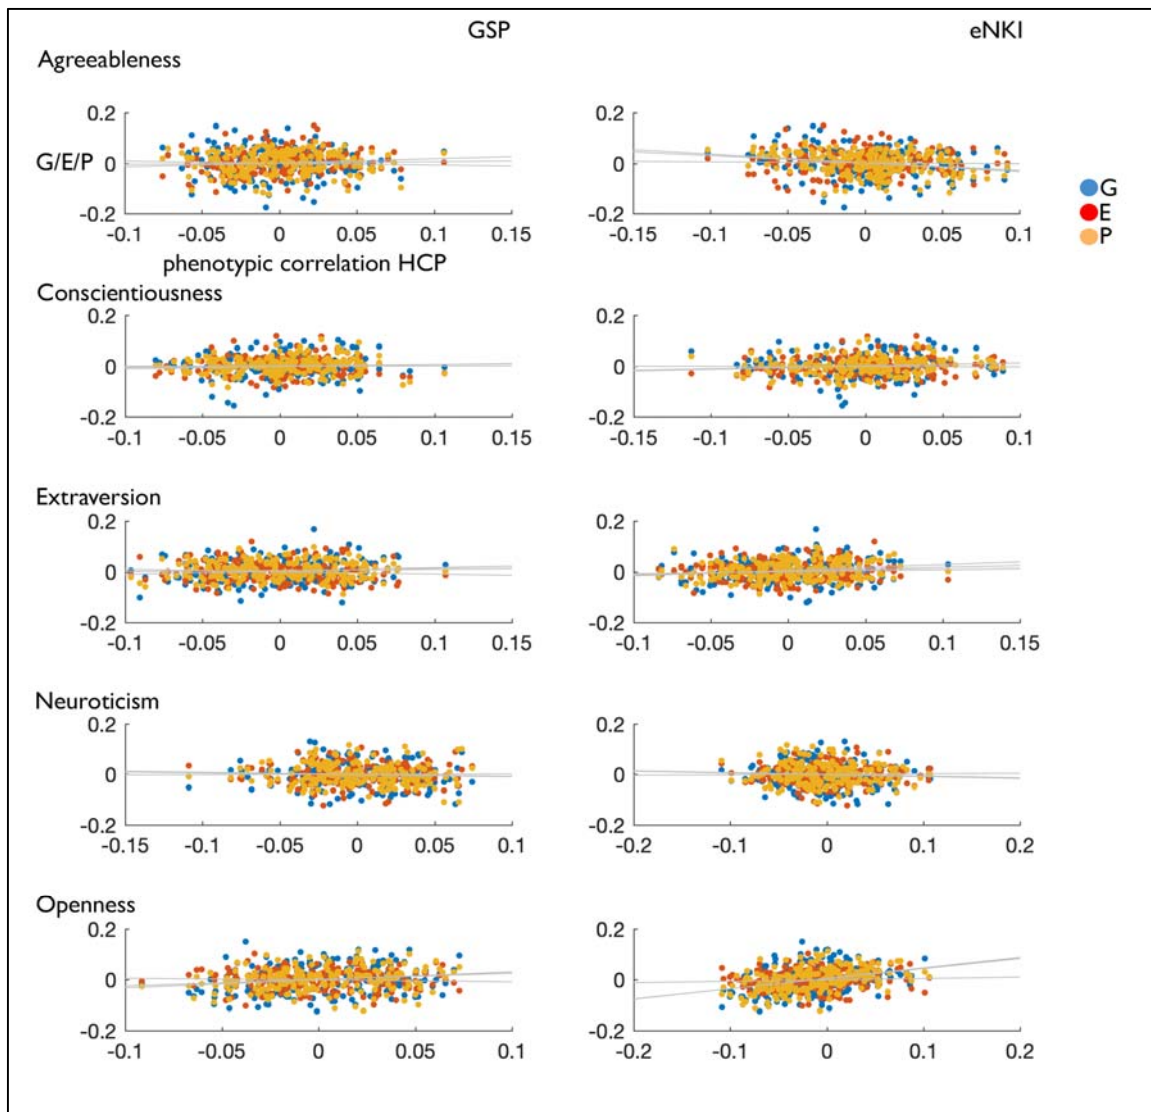 GSP eNKI
Agreeableness
0.2 0.2
G/E/P 0 0
-0.2 -0.2
-0.1 -0.05 0 0.05 0.1 0.15 -0.15 -0.1 -0.05 0 0.05 0.1
G
E
P
phenotypic correlation HCP
Conscientiousness
0.2 0.2
0 0
-0.2 -0.2
-0.1 -0.05 0 0.05 0.1 0.15 -0.15 -0.1 -0.05 0 0.05 0.1
Extraversion
0.2 0.2
0 0
-0.2 -0.2
-0.1 -0.05 0 0.05 0.1 0.15 -0.1 -0.05 0 0.05 0.1 0.15
Neuroticism
0.2 0.2
0 0
-0.2 -0.2
-0.15 -0.1 -0.05 0 0.05 0.1 -0.2 -0.1 0 0.1 0.2
Openness
0.2 0.2
0 0
-0.2 -0.2
-0.1 -0.05 0 0.05 0.1 -0.2 -0.1 0 0.1 0.2